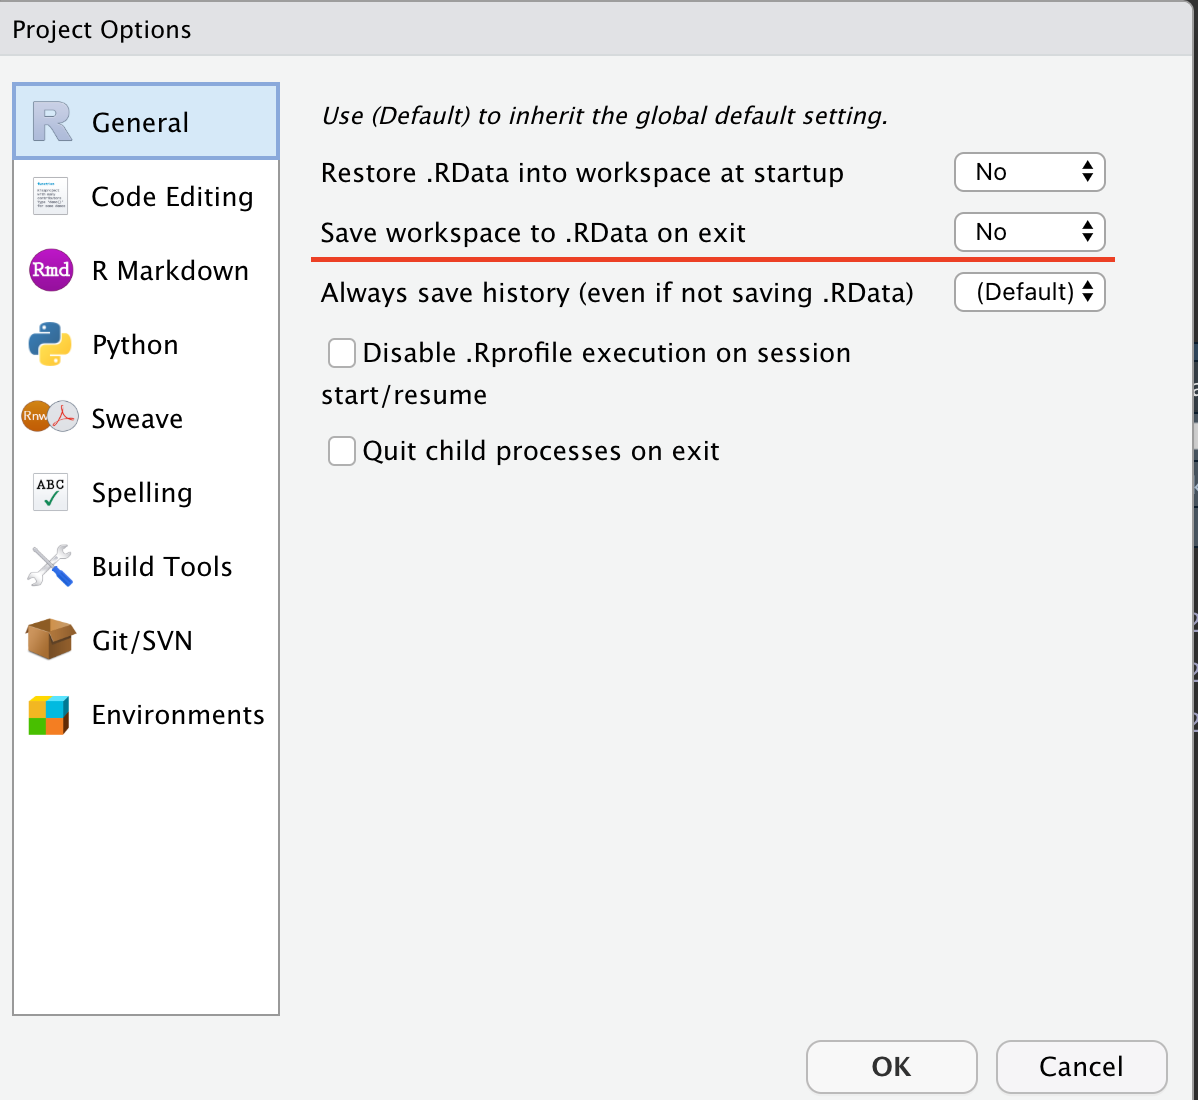 Project Options
General
Code Editing
Rmd
R Markdown
Python
Rnw
Sweave
ABC
Spelling
Build Tools
Git/SVN
Environments
Use (Default) to inherit the global default setting.
Restore .RData into workspace at startup No
Save workspace to .RData on exit No
Always save history (even if not saving .RData) (Default)
Disable .Rprofile execution on session
start/resume
Quit child processes on exit
OK Cancel